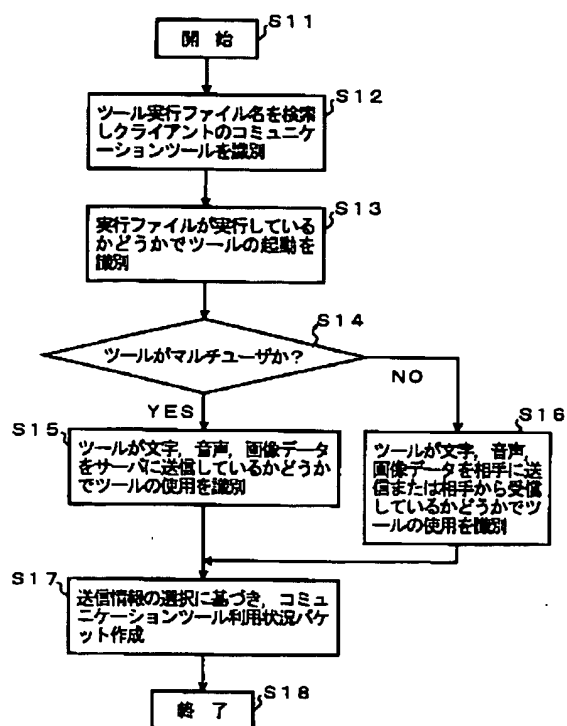 S11
開始
S12
ツール実行ファイル名を検索
しクライアントのコミュニケ
ーションツールを識別
S13
実行ファイルが実行している
かどうかでツールの起動を
識別
S14
ツールがマルチユーザか?
NO
YES
S15
ツールが文字,音声,画像データ
をサーバに送信しているかどうか
でツールの使用を識別
S16
ツールが文字,音声,
画像データを相手に送
信または相手から受信
しているかどうかでツ
ールの使用を識別
S17
送信情報の選択に基づき,コミュ
ニケーションツール利用状況パケ
ット作成
S18
終了